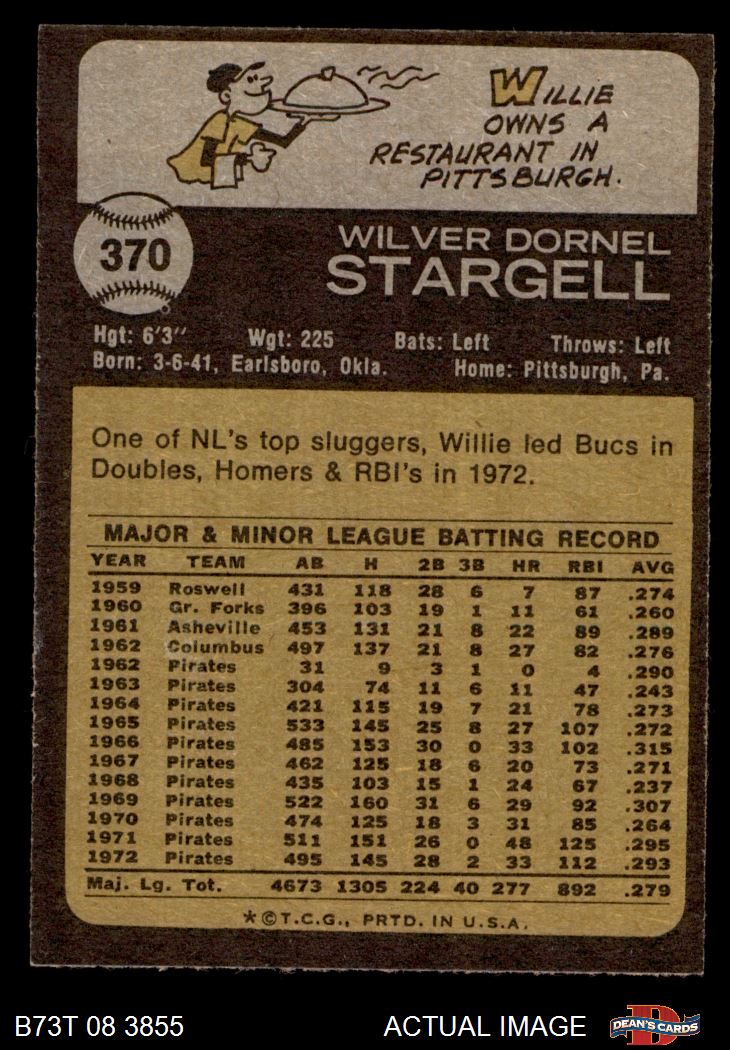 WILLIE
OWNS A
RESTAURANT IN
PITTSBURGH.
370
WILVER DORNEL
STARGELL
Hgt: 6'3" Wgt: 225 Bats: Left Throws: Left
Born: 3-6-41, Earlsboro, Okla. Home: Pittsburgh, Pa.
One of NL's top sluggers, Willie led Bucs in
Doubles, Homers & RBI's in 1972.
MAJOR & MINOR LEAGUE BATTING RECORD
YEAR TEAM AB H 2B 3B HR RBI AVG
1959 Roswell 431 118 28 6 7 87 .274
1960 Gr. Forks 396 103 19 1 11 61 .260
1961 Asheville 453 131 21 8 22 89 .289
1962 Columbus 497 137 21 8 27 82 .276
1962 Pirates 31 9 3 1 0 4 .290
1963 Pirates 304 74 11 6 11 47 .243
1964 Pirates 421 115 19 7 21 78 .273
1965 Pirates 533 145 25 8 27 107 .272
1966 Pirates 485 153 30 0 33 102 .315
1967 Pirates 462 125 18 6 20 73 .271
1968 Pirates 435 103 15 1 24 67 .237
1969 Pirates 522 160 31 6 29 92 .307
1970 Pirates 474 125 18 3 31 85 .264
1971 Pirates 511 151 26 0 48 125 .295
1972 Pirates 495 145 28 2 33 112 .293
Maj. Lg. Tot. 4673 1305 224 40 277 892 .279
*©T.C.G., PRTD. IN U.S.A.
B73T 08 3855 ACTUAL IMAGE D DEAN'S CARDS